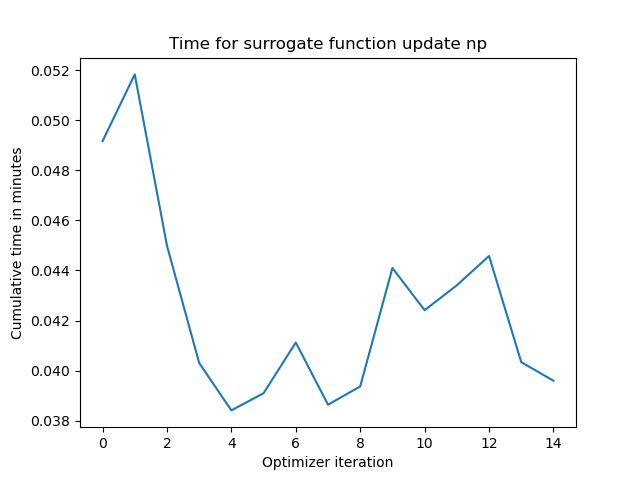 Time for surrogate function update np
0.052
0.050
0.048
0.046
0.044
0.042
0.040
0.038
Cumulative time in minutes
0 2 4 6 8 10 12 14
Optimizer iteration